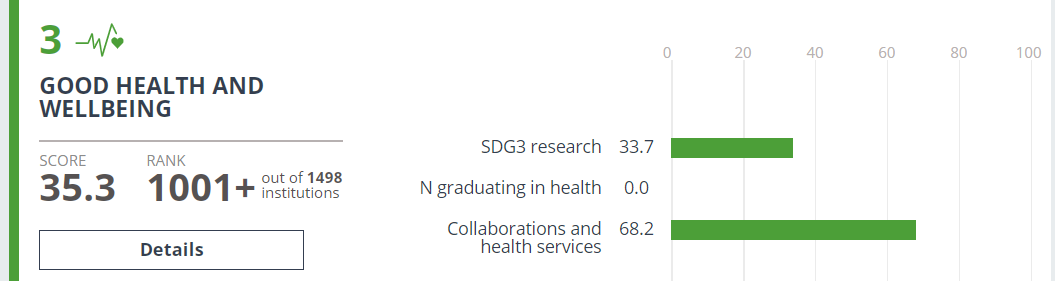 3
GOOD HEALTH AND
WELLBEING
SCORE
35.3
RANK
1001+ out of 1498
institutions
Details
0 20 40 60 80 100
SDG3 research 33.7
N graduating in health 0.0
Collaborations and 68.2
health services